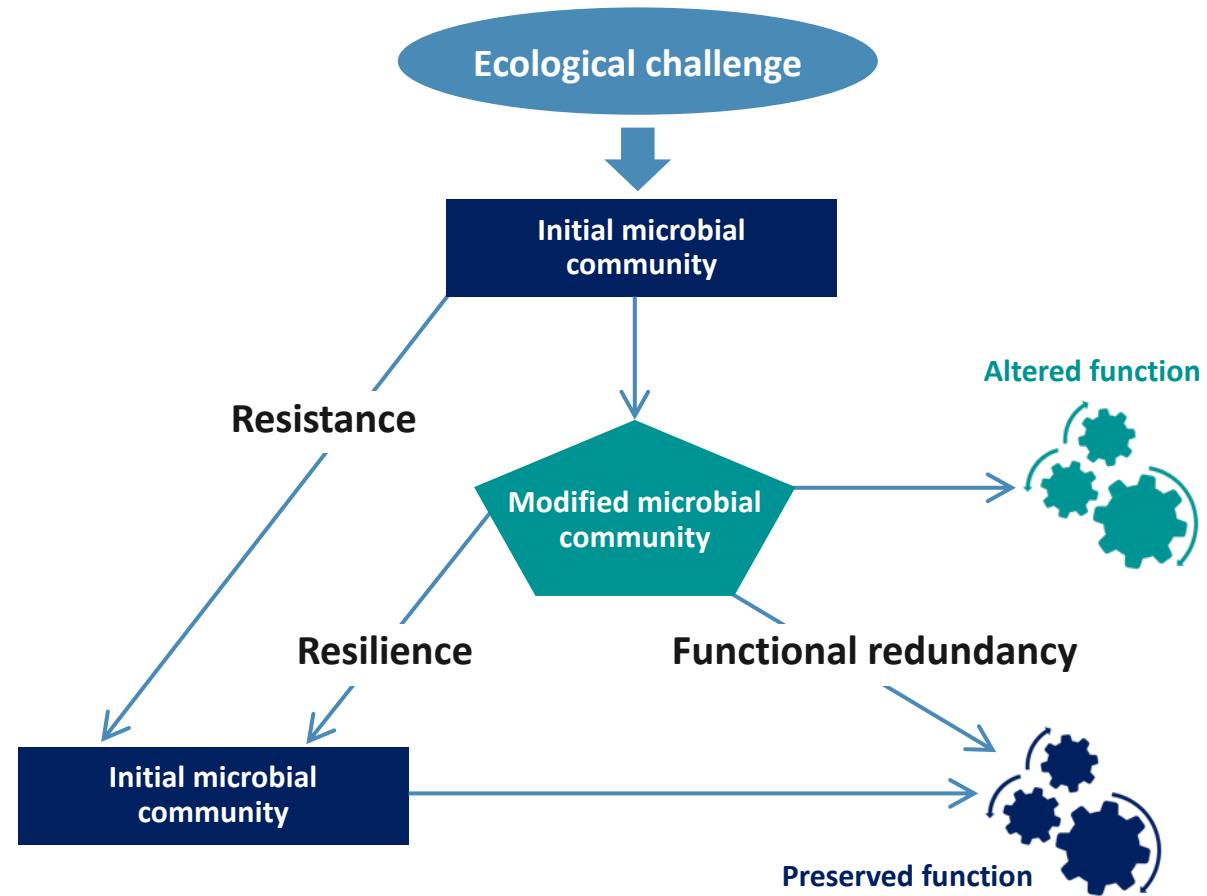 Ecological challenge
Initial microbial
community
Altered function
Resistance
Modified microbial
community
Resilience
Functional redundancy
Initial microbial
community
Preserved function